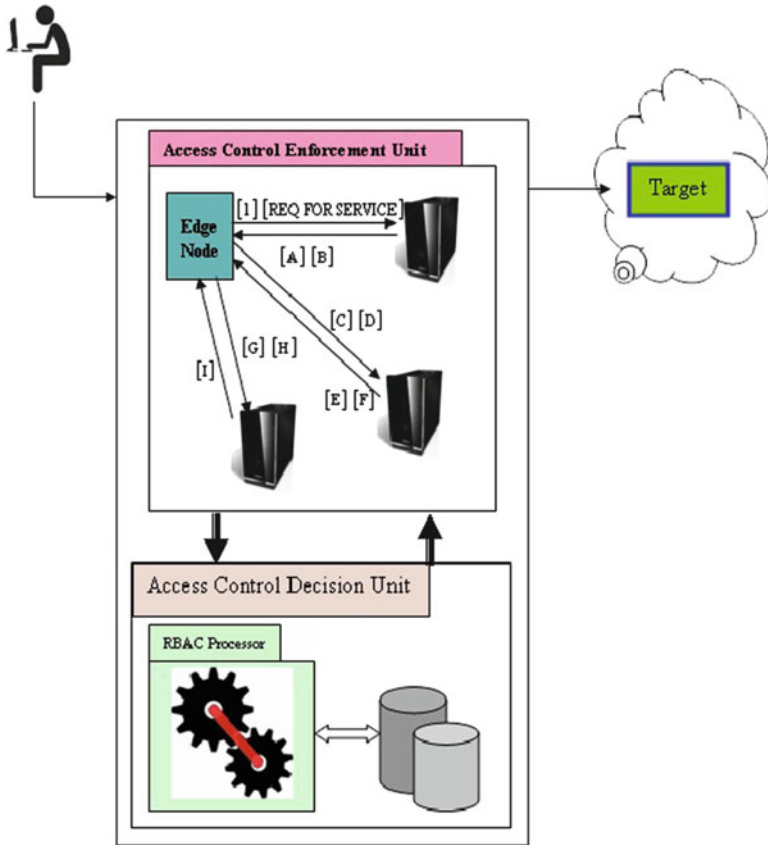 Access Control Enforcement Unit
Target
[1] [REQ FOR SERVICE]
Edge
Node
[A] [B]
[C] [D]
[G] [H]
[I]
[E] [F]
Access Control Decision Unit
RBAC Processor